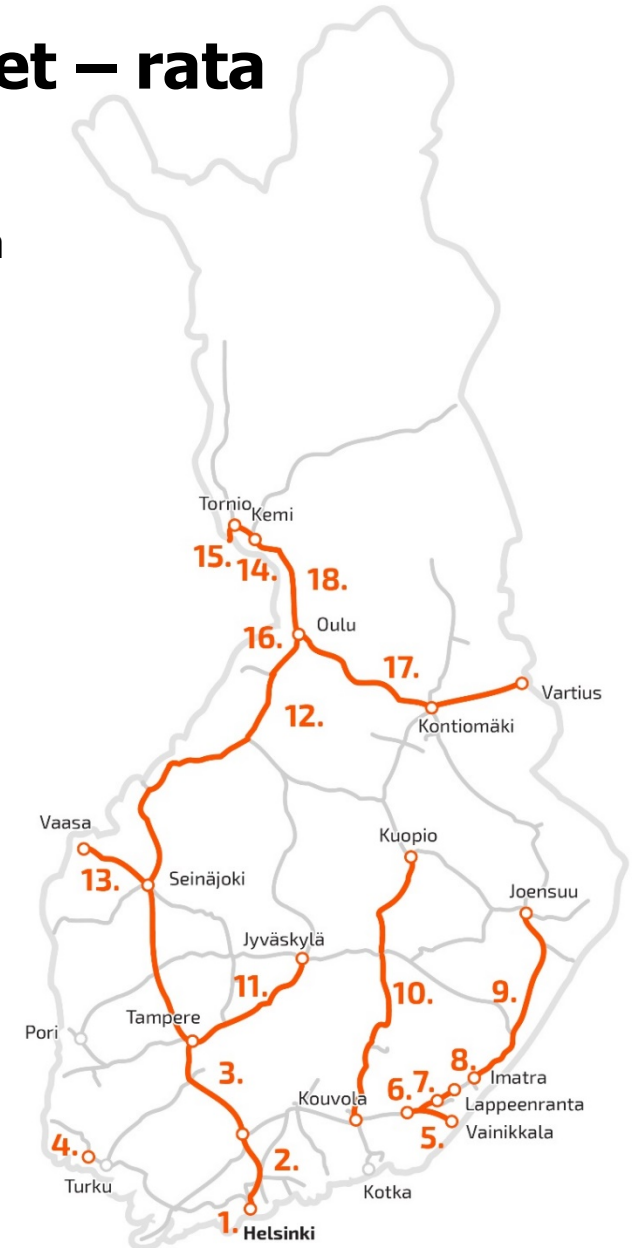 et – rata
Tornio
Kemi
15.
14.
18.
16.
Oulu
17.
Vartius
12.
Kontiomäki
Vaasa
Kuopio
13.
Seinäjoki
Joensuu
Jyväskylä
11.
10.
9.
Tampere
Pori
3.
8.
Imatra
6.
7.
Kouvola
Lappeenranta
5.
Vainikkala
4.
2.
Turku
Kotka
1.
Helsinki